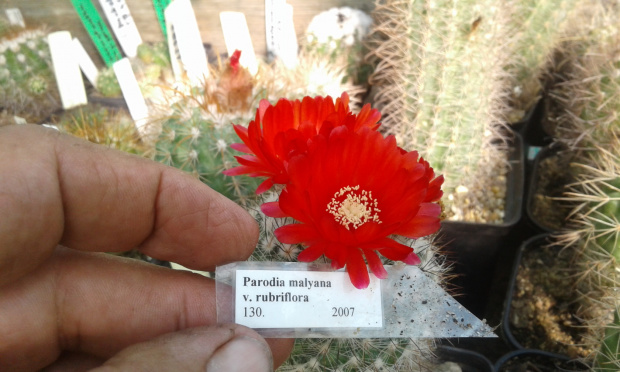 Parodia malyana
v. rubriflora
130. 2007